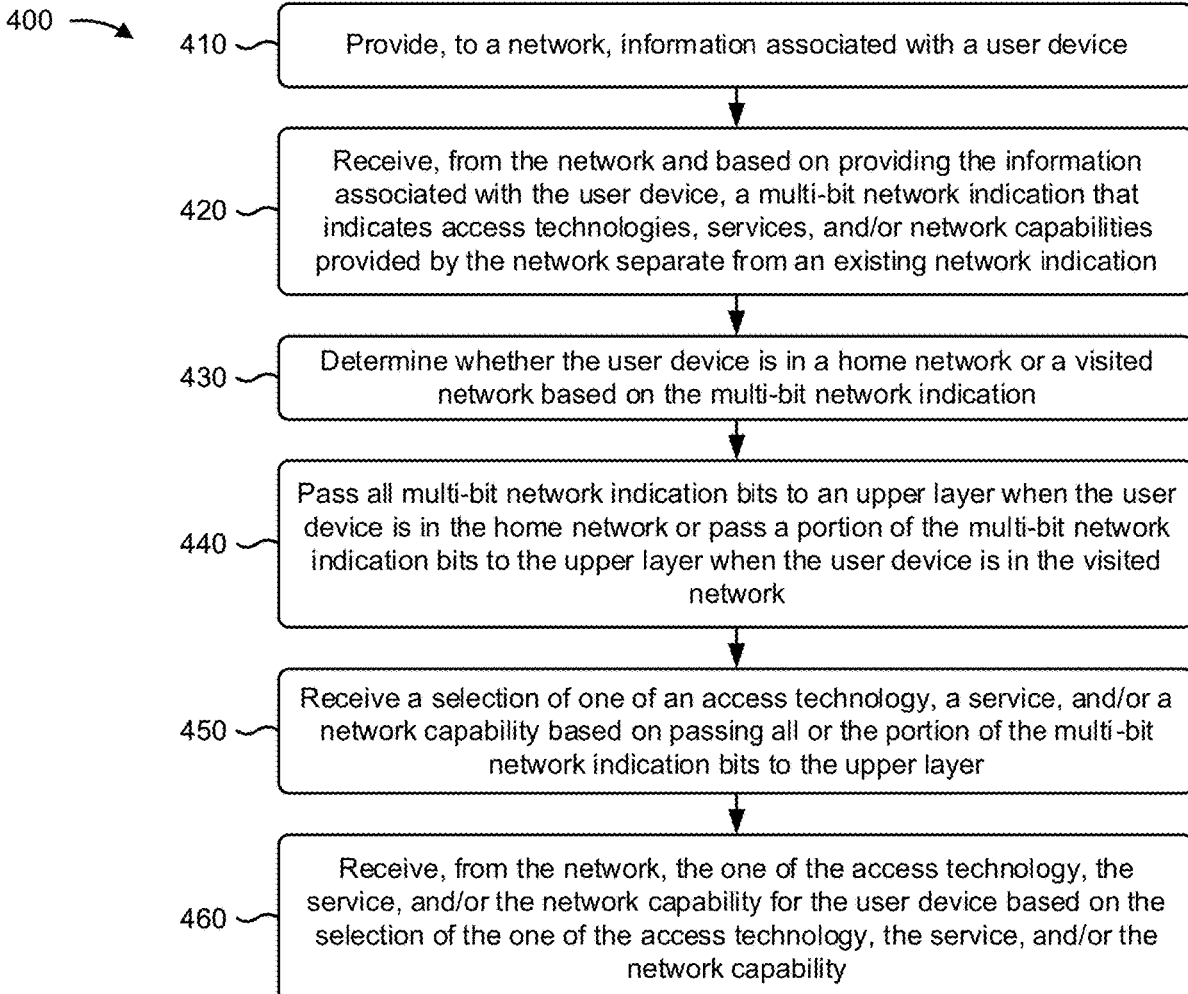 400
410
Provide, to a network, information associated with a user device
420
Receive, from the network and based on providing the information
associated with the user device, a multi-bit network indication that
indicates access technologies, services, and/or network capabilities
provided by the network separate from an existing network indication
430
Determine whether the user device is in a home network or a visited
network based on the multi-bit network indication
440
Pass all multi-bit network indication bits to an upper layer when the user
device is in the home network or pass a portion of the multi-bit network
indication bits to the upper layer when the user device is in the visited
network
450
Receive a selection of one of an access technology, a service, and/or a
network capability based on passing all or the portion of the multi-bit
network indication bits to the upper layer
460
Receive, from the network, the one of the access technology, the
service, and/or the network capability for the user device based on the
selection of the one of the access technology, the service, and/or the
network capability